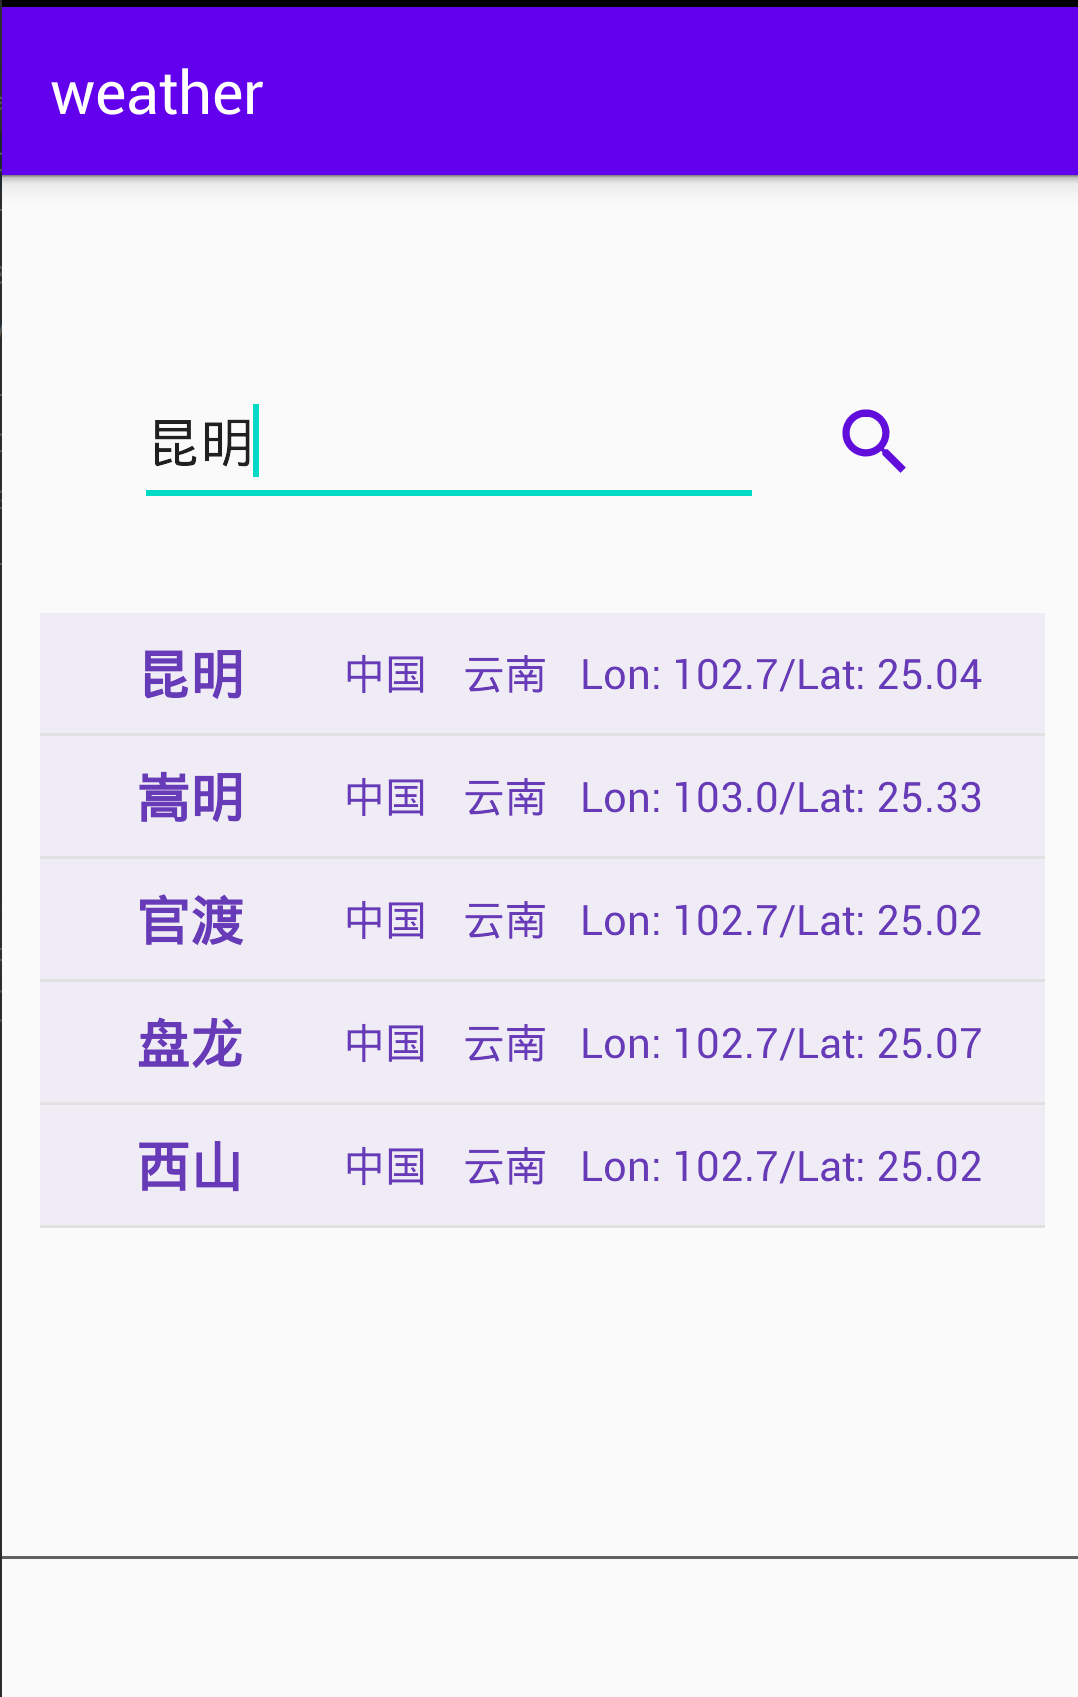 weather
昆明
昆明 中国 云南 Lon: 102.7/Lat: 25.04
嵩明 中国 云南 Lon: 103.0/Lat: 25.33
官渡 中国 云南 Lon: 102.7/Lat: 25.02
盘龙 中国 云南 Lon: 102.7/Lat: 25.07
西山 中国 云南 Lon: 102.7/Lat: 25.02